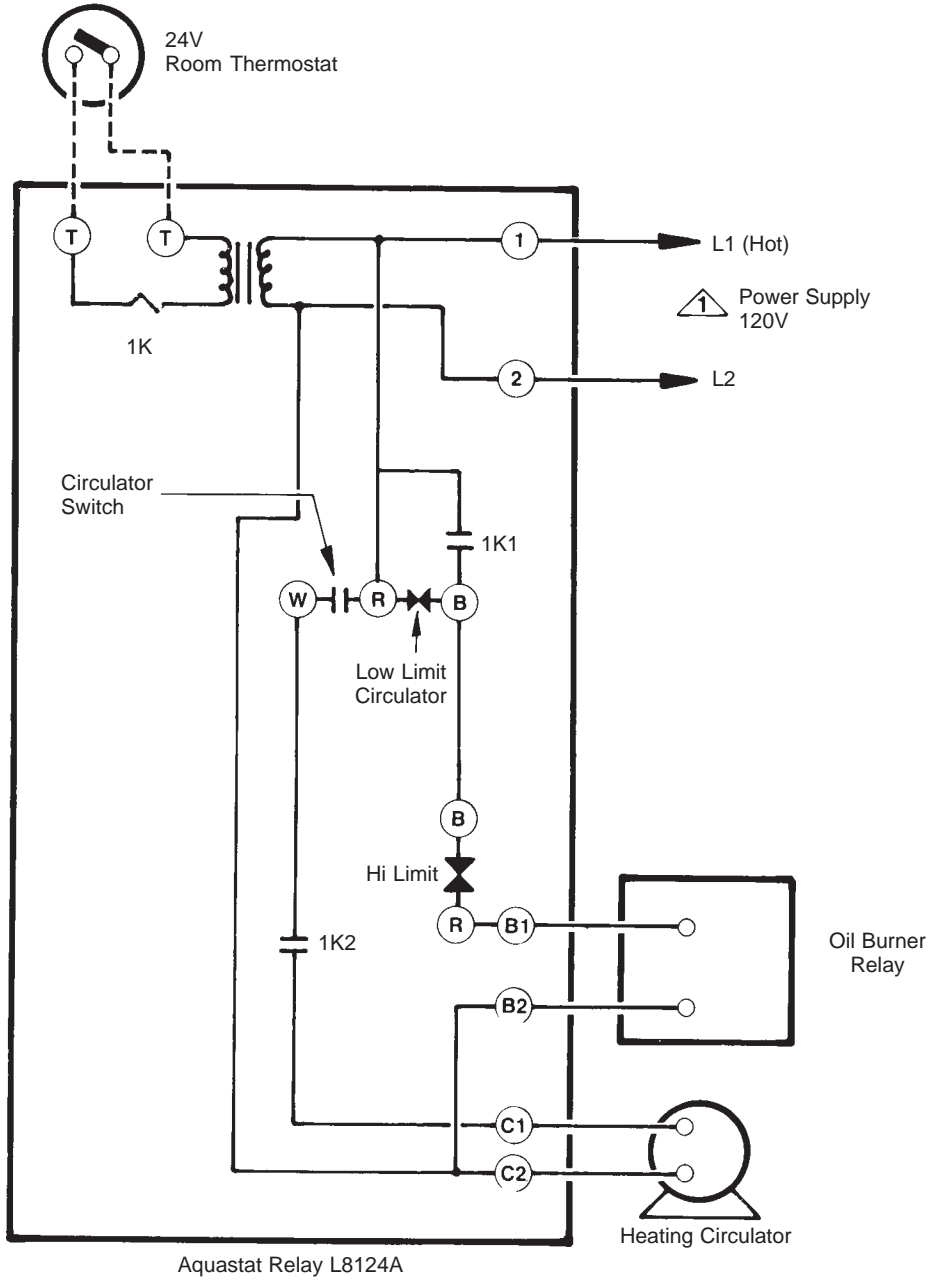 24V
Room Thermostat
T
T
1
L1 (Hot)
1
Power Supply
120V
1K
2
L2
Circulator
Switch
1K1
W
R
B
Low Limit
Circulator
B
Hi Limit
R
B1
1K2
Oil Burner
Relay
B2
C1
C2
Heating Circulator
Aquastat Relay L8124A